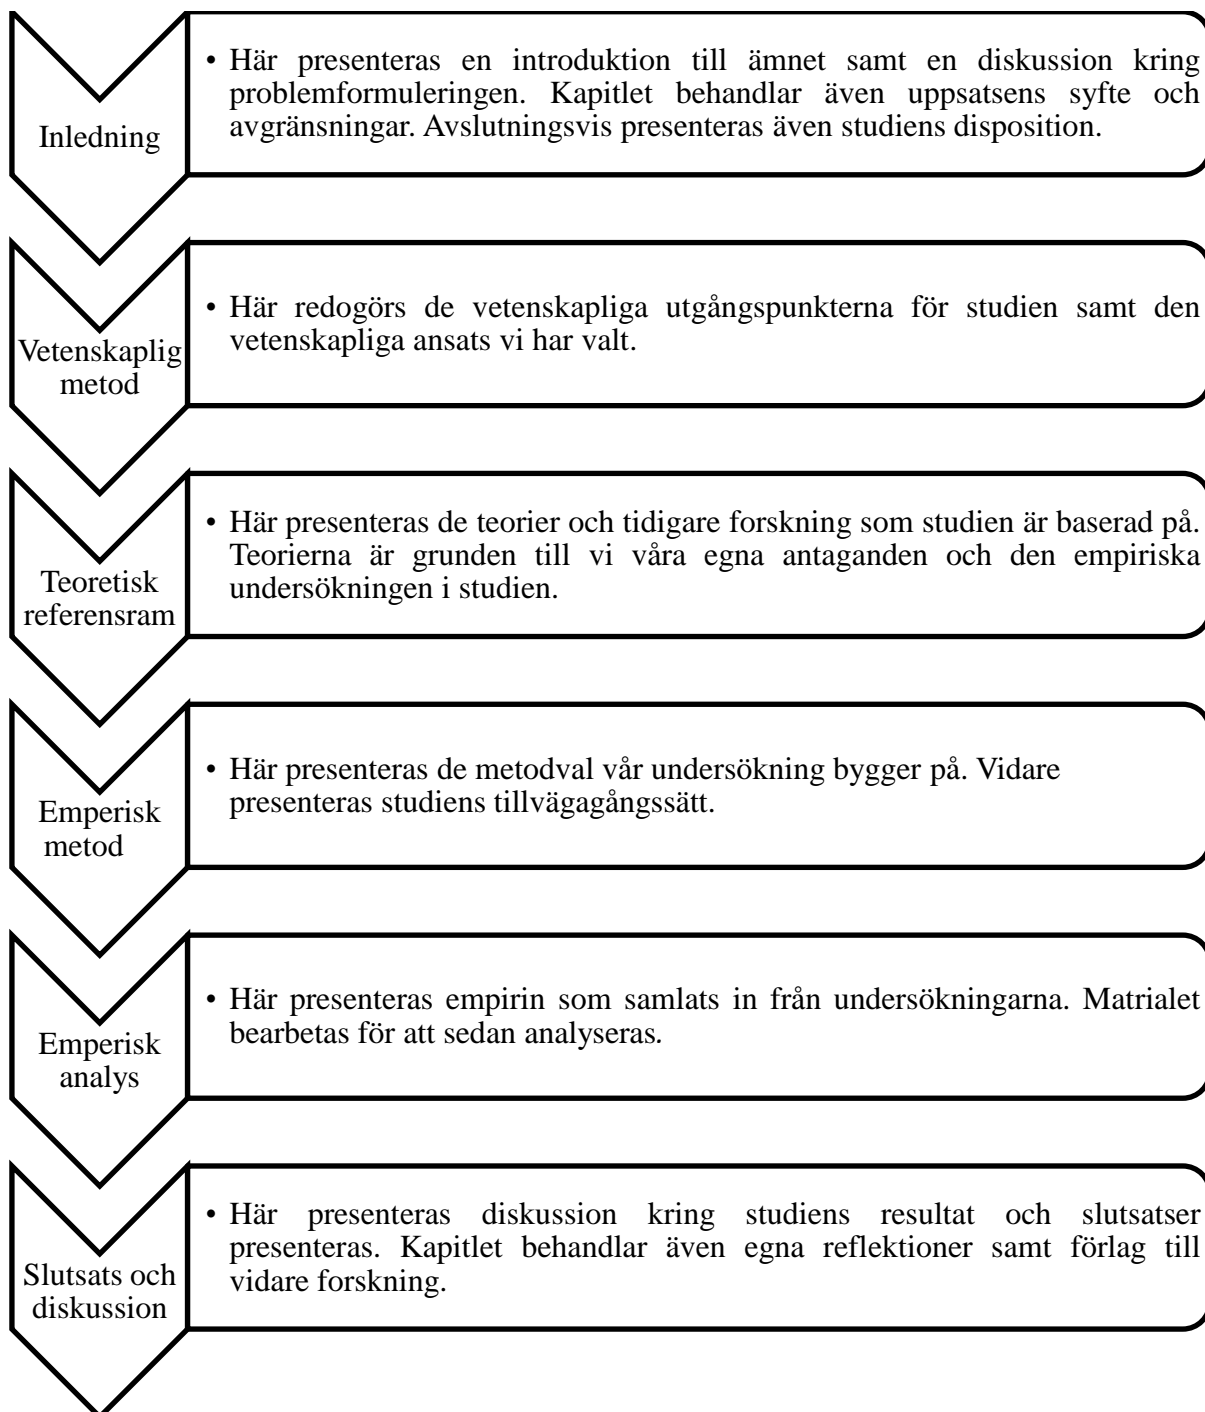 Inledning
• Här presenteras en introduktion till ämnet samt en diskussion kring
problemformuleringen. Kapitlet behandlar även uppsatsens syfte och
avgränsningar. Avslutningsvis presenteras även studiens disposition.
Vetenskaplig
metod
• Här redogörs de vetenskapliga utgångspunkterna för studien samt den
vetenskapliga ansats vi har valt.
Teoretisk
referensram
• Här presenteras de teorier och tidigare forskning som studien är baserad på.
Teorierna är grunden till vi våra egna antaganden och den empiriska
undersökningen i studien.
Emperisk
metod
• Här presenteras de metodval vår undersökning bygger på. Vidare
presenteras studiens tillvägagångssätt.
Emperisk
analys
• Här presenteras empirin som samlats in från undersökningarna. Matrialet
bearbetas för att sedan analyseras.
Slutsats och
diskussion
• Här presenteras diskussion kring studiens resultat och slutsatser
presenteras. Kapitlet behandlar även egna reflektioner samt förlag till
vidare forskning.